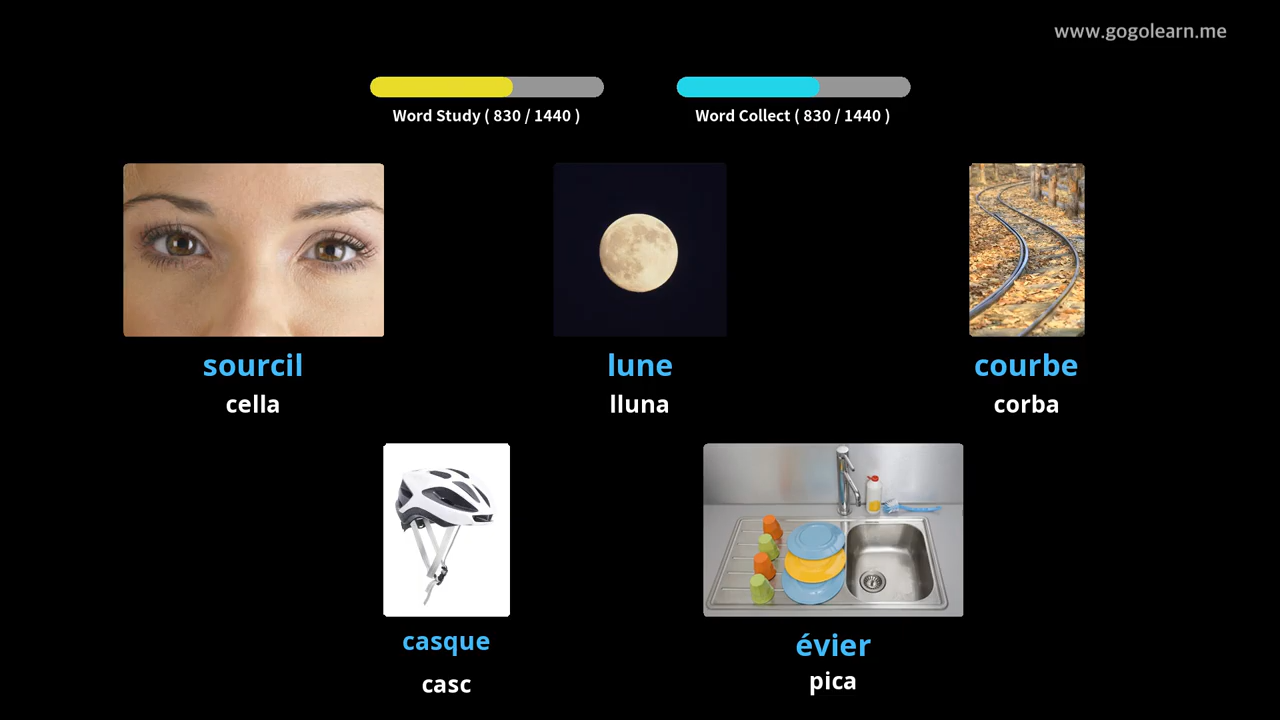 www.gogolearn.me
Word Study ( 830 / 1440 )
Word Collect ( 830 / 1440 )
sourcil
lune
courbe
cella
lluna
corba
casque
évier
casc
pica